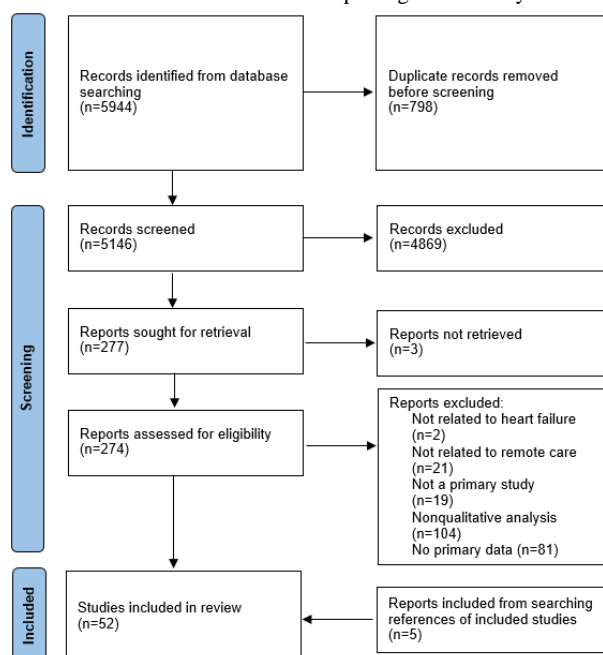 Identification
Records identified from database
searching
(n=5944)
Duplicate records removed
before screening
(n=798)
Screening
Records screened
(n=5146)
Records excluded
(n=4869)
Reports sought for retrieval
(n=277)
Reports not retrieved
(n=3)
Reports assessed for eligibility
(n=274)
Reports excluded:
Not related to heart failure
(n=2)
Not related to remote care
(n=21)
Not a primary study
(n=19)
Nonqualitative analysis
(n=104)
No primary data (n=81)
Included
Studies included in review
(n=52)
Reports included from searching
references of included studies
(n=5)